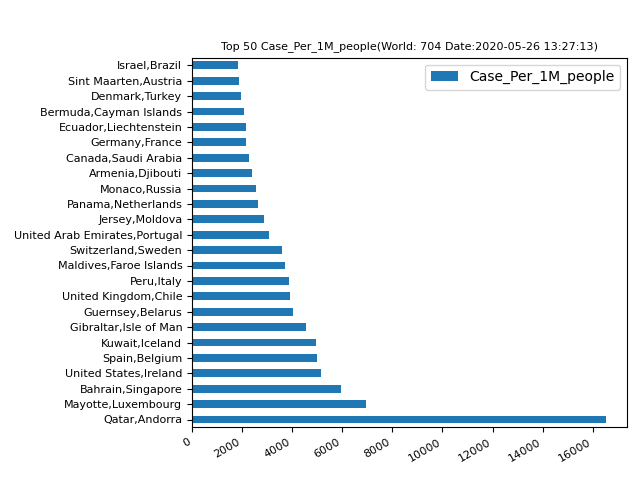 Top 50 Case_Per_1M_people(World: 704 Date:2020-05-26 13:27:13)
Case_Per_1M_people
Israel,Brazil
Sint Maarten,Austria
Denmark,Turkey
Bermuda,Cayman Islands
Ecuador,Liechtenstein
Germany,France
Canada,Saudi Arabia
Armenia,Djibouti
Monaco,Russia
Panama,Netherlands
Jersey,Moldova
United Arab Emirates,Portugal
Switzerland,Sweden
Maldives,Faroe Islands
Peru,Italy
United Kingdom,Chile
Guernsey,Belarus
Gibraltar,Isle of Man
Kuwait,Iceland
Spain,Belgium
United States,Ireland
Bahrain,Singapore
Mayotte,Luxembourg
Qatar,Andorra
0 2000 4000 6000 8000 10000 12000 14000 16000